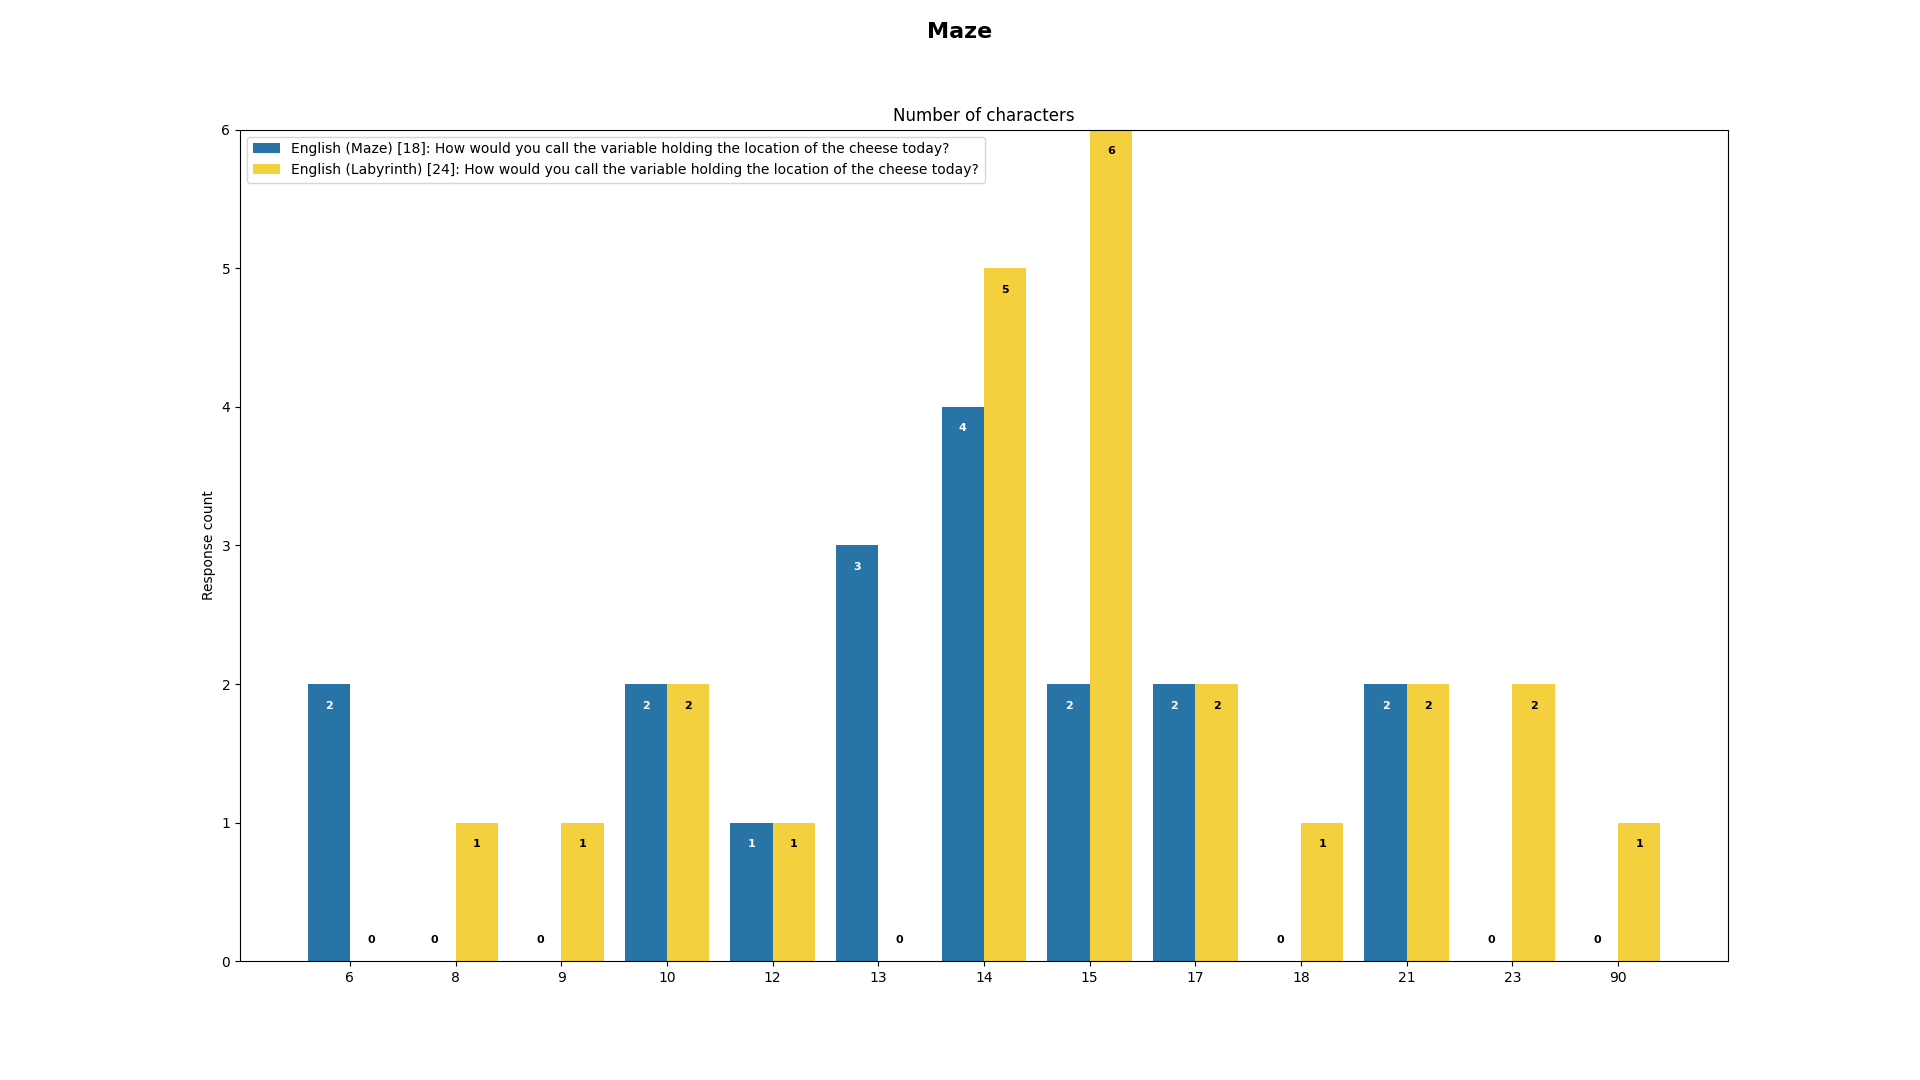 Maze
Number of characters
English (Maze) [18]: How would you call the variable holding the location of the cheese today?
English (Labyrinth) [24]: How would you call the variable holding the location of the cheese today?
Response count
6
5
4
3
2
1
0
2 0 0 1 0 1 2 2 1 1 3 0 4 5 2 6 2 2 0 1 2 2 0 2 0 1
6 8 9 10 12 13 14 15 17 18 21 23 90